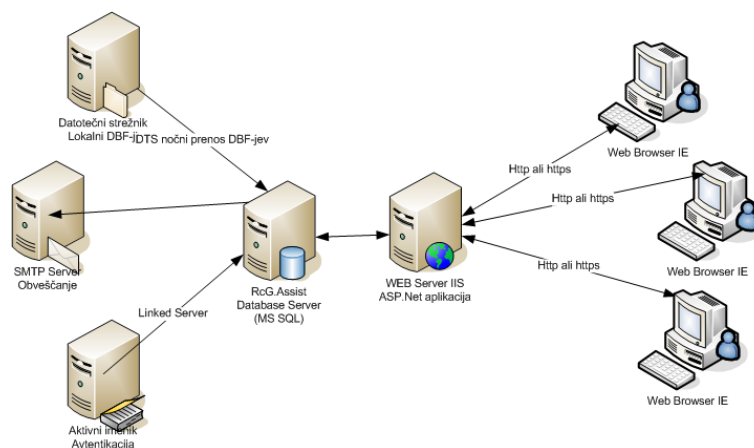 Datotečni strežnik
Lokalni DBF-ji
DTS nočni prenos DBF-jev
SMTP Server
Obveščanje
Linked Server
Aktivni imenik
Avtentikacija
RcG.Assist
Database Server
(MS SQL)
WEB Server IIS
ASP.Net aplikacija
Http ali https
Http ali https
Http ali https
Web Browser IE
Web Browser IE
Web Browser IE